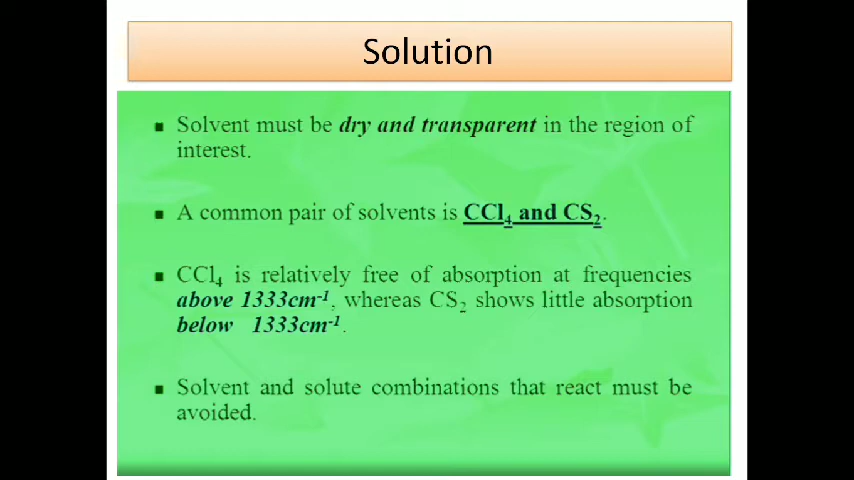 Solution
▪ Solvent must be dry and transparent in the region of
interest.
▪ A common pair of solvents is CCl₄ and CS₂.
▪ CCl₄ is relatively free of absorption at frequencies
above 1333cm⁻¹, whereas CS₂ shows little absorption
below 1333cm⁻¹.
▪ Solvent and solute combinations that react must be
avoided.